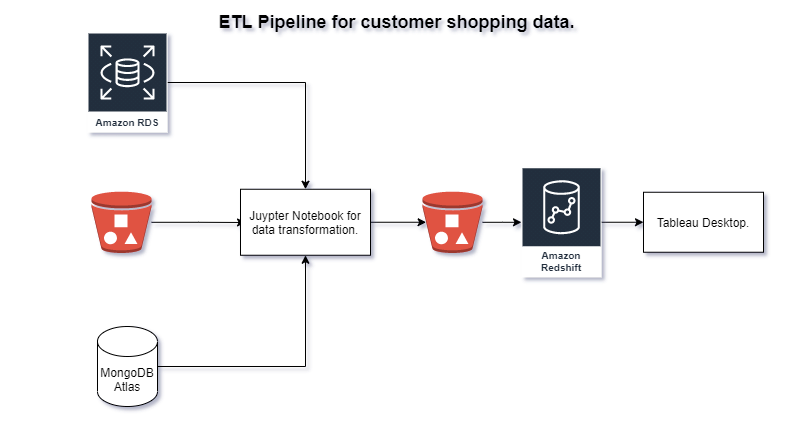 ETL Pipeline for customer shopping data.
Amazon RDS
Juypter Notebook for
data transformation.
Amazon
Redshift
Tableau Desktop.
MongoDB
Atlas